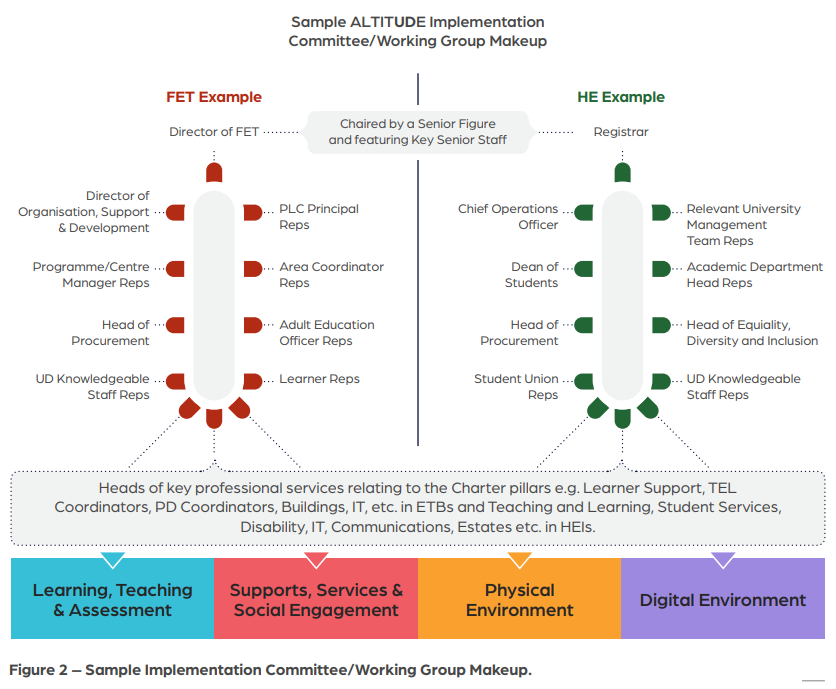 Sample ALTITUDE Implementation
Committee/Working Group Makeup
FET Example
HE Example
Director of FET
Chaired by a Senior Figure
and featuring Key Senior Staff
Registrar
Director of
Organisation, Support
& Development
PLC Principal
Reps
Programme/Centre
Manager Reps
Area Coordinator
Reps
Head of
Procurement
Adult Education
Officer Reps
UD Knowledgeable
Staff Reps
Learner Reps
Chief Operations
Officer
Relevant University
Management
Team Reps
Dean of
Students
Academic Department
Head Reps
Head of
Procurement
Head of Equiality,
Diversity and Inclusion
Student Union
Reps
UD Knowledgeable
Staff Reps
Heads of key professional services relating to the Charter pillars e.g. Learner Support, TEL
Coordinators, PD Coordinators, Buildings, IT, etc. in ETBs and Teaching and Learning, Student Services,
Disability, IT, Communications, Estates etc. in HEIs.
Learning, Teaching
& Assessment
Supports, Services &
Social Engagement
Physical
Environment
Digital Environment
Figure 2 – Sample Implementation Committee/Working Group Makeup.